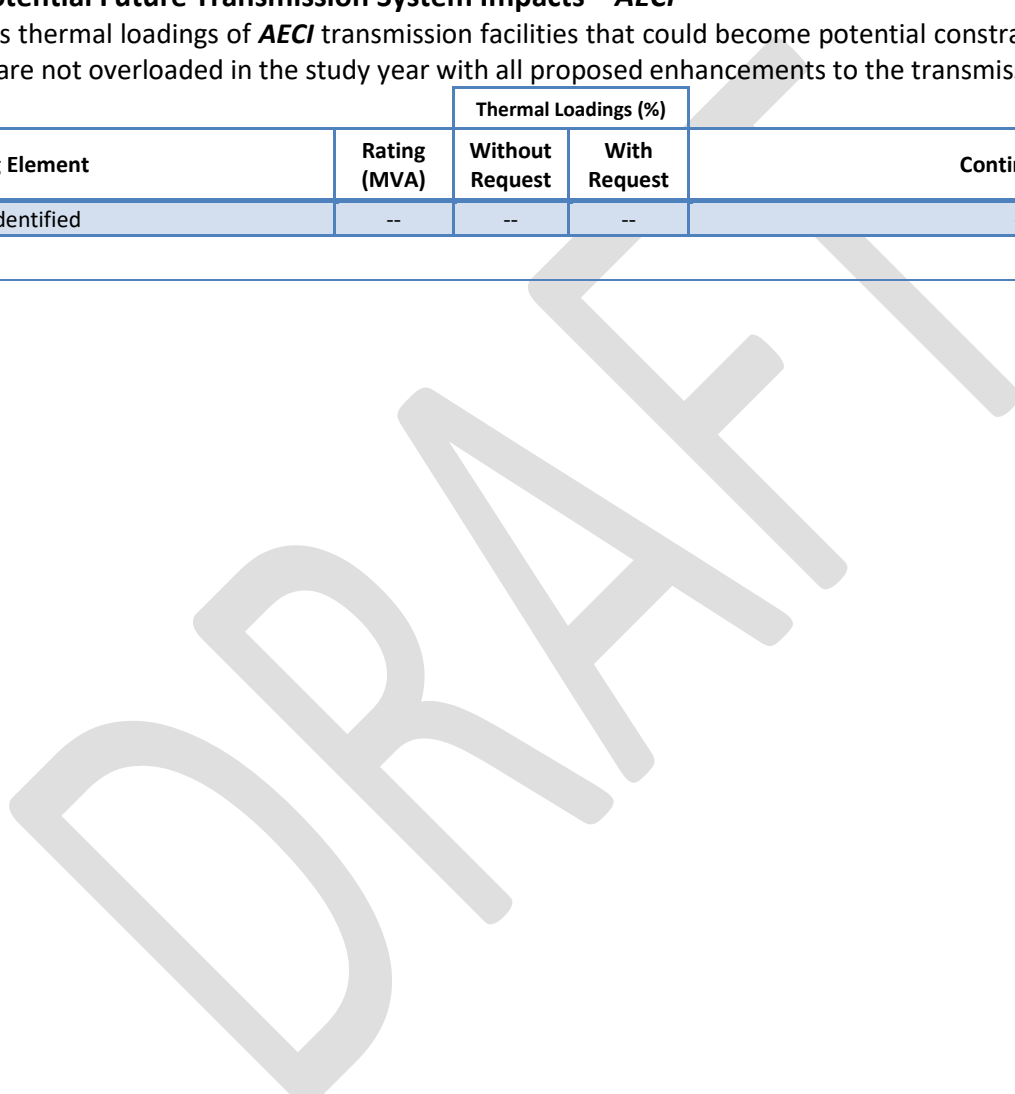 Potential Future Transmission System Impacts – AECI
s thermal loadings of AECI transmission facilities that could become potential constra
are not overloaded in the study year with all proposed enhancements to the transmis
Thermal Loadings (%)
Element Rating (MVA) Without Request With Request Contin
dentified -- -- --
DRAFT